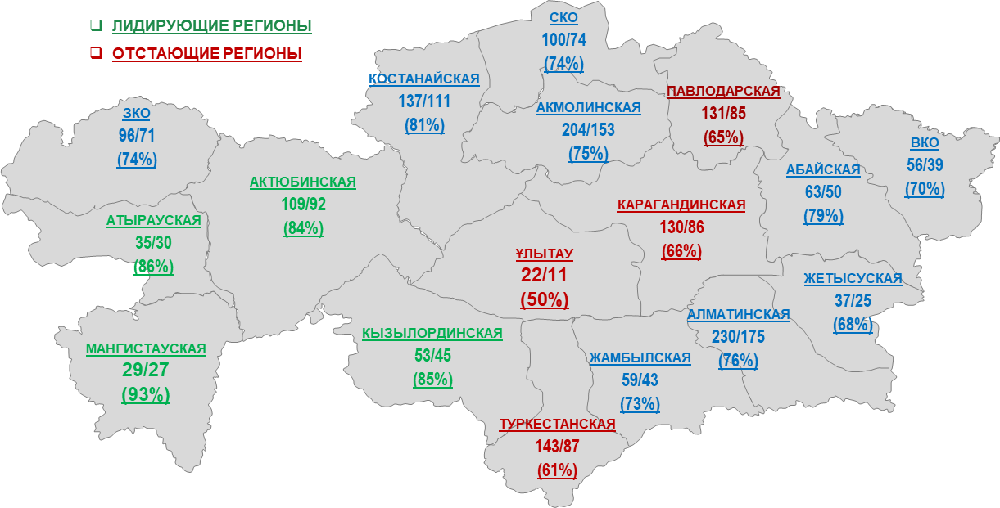 ЛИДИРУЮЩИЕ РЕГИОНЫ
ОТСТАЮЩИЕ РЕГИОНЫ
СКО
100/74
(74%)
КОСТАНАЙСКАЯ
137/111
(81%)
АКМОЛИНСКАЯ
204/153
(75%)
ПАВЛОДАРСКАЯ
131/85
(65%)
ЗКО
96/71
(74%)
ВКО
56/39
(70%)
АБАЙСКАЯ
63/50
(79%)
АКТЮБИНСКАЯ
109/92
(84%)
КАРАГАНДИНСКАЯ
130/86
(66%)
АТЫРАУСКАЯ
35/30
(86%)
ҰЛЫТАУ
22/11
(50%)
ЖЕТЫСУСКАЯ
37/25
(68%)
АЛМАТИНСКАЯ
230/175
(76%)
КЫЗЫЛОРДИНСКАЯ
53/45
(85%)
МАНГИСТАУСКАЯ
29/27
(93%)
ЖАМБЫЛСКАЯ
59/43
(73%)
ТУРКЕСТАНСКАЯ
143/87
(61%)